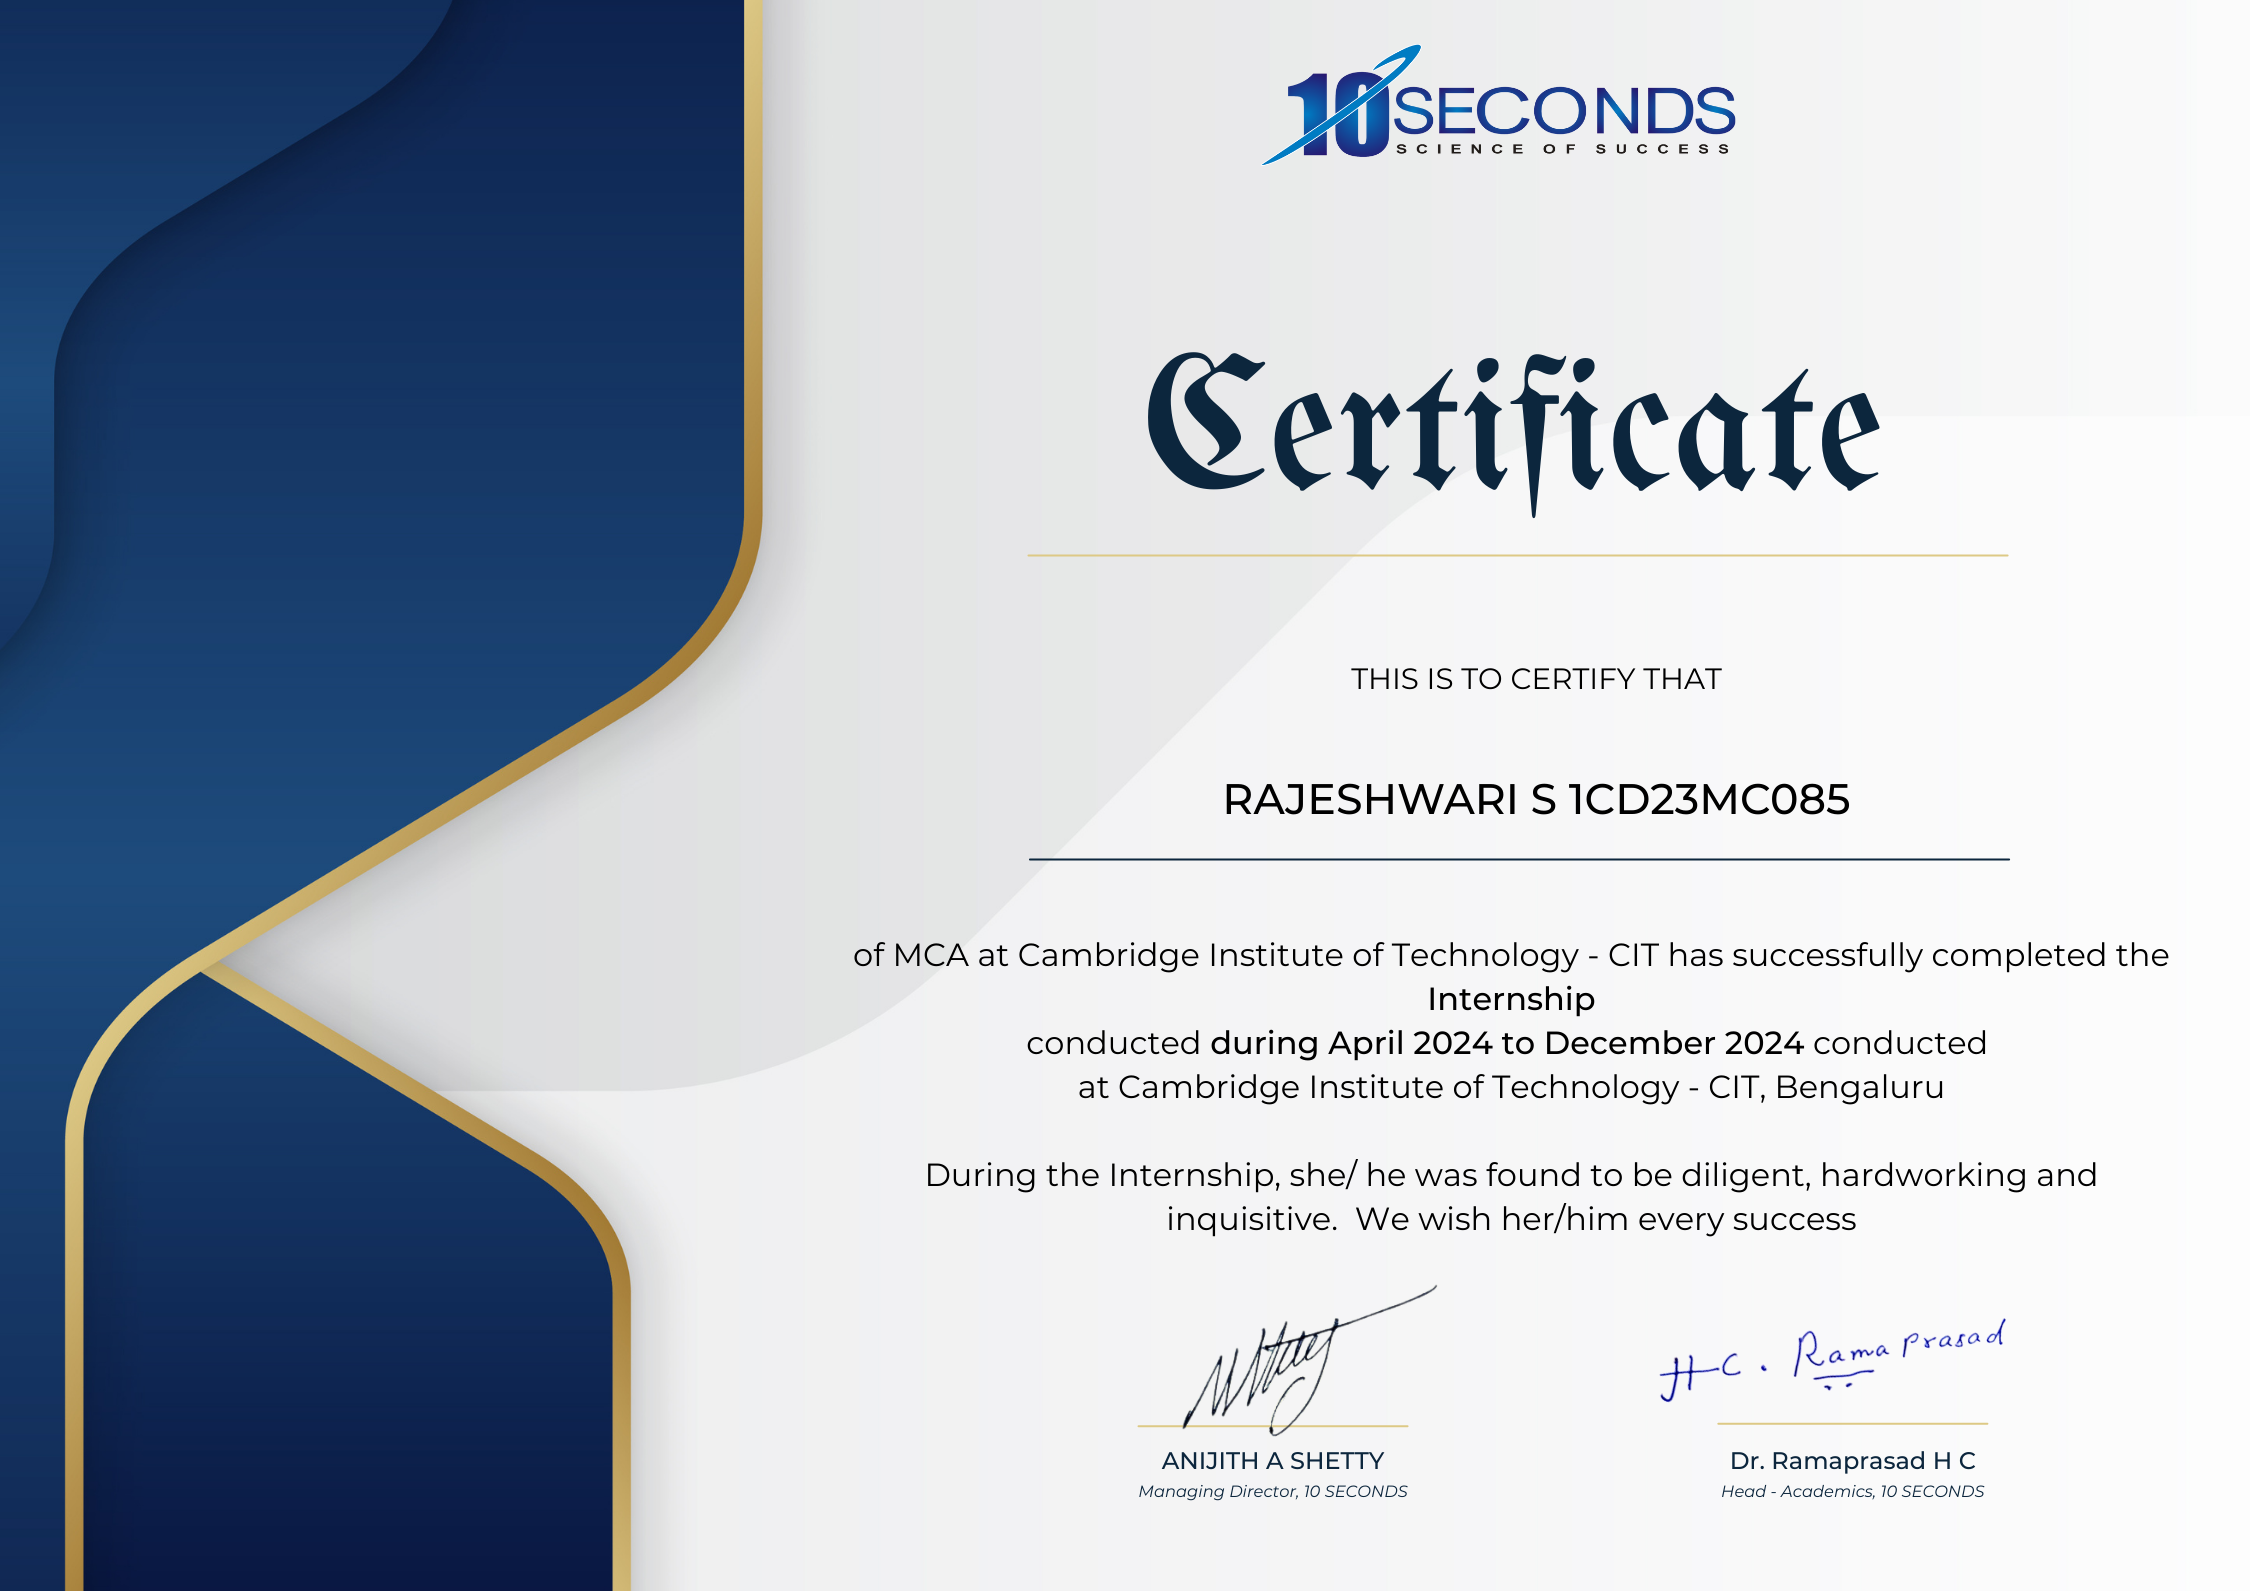 10 SECONDS
SCIENCE OF SUCCESS
Certificate
THIS IS TO CERTIFY THAT
RAJESHWARI S 1CD23MC085
of MCA at Cambridge Institute of Technology - CIT has successfully completed the
Internship
conducted during April 2024 to December 2024 conducted
at Cambridge Institute of Technology - CIT, Bengaluru
During the Internship, she/ he was found to be diligent, hardworking and
inquisitive.  We wish her/him every success
H C . Rama Prasad
ANIJITH A SHETTY
Managing Director, 10 SECONDS
Dr. Ramaprasad H C
Head - Academics, 10 SECONDS